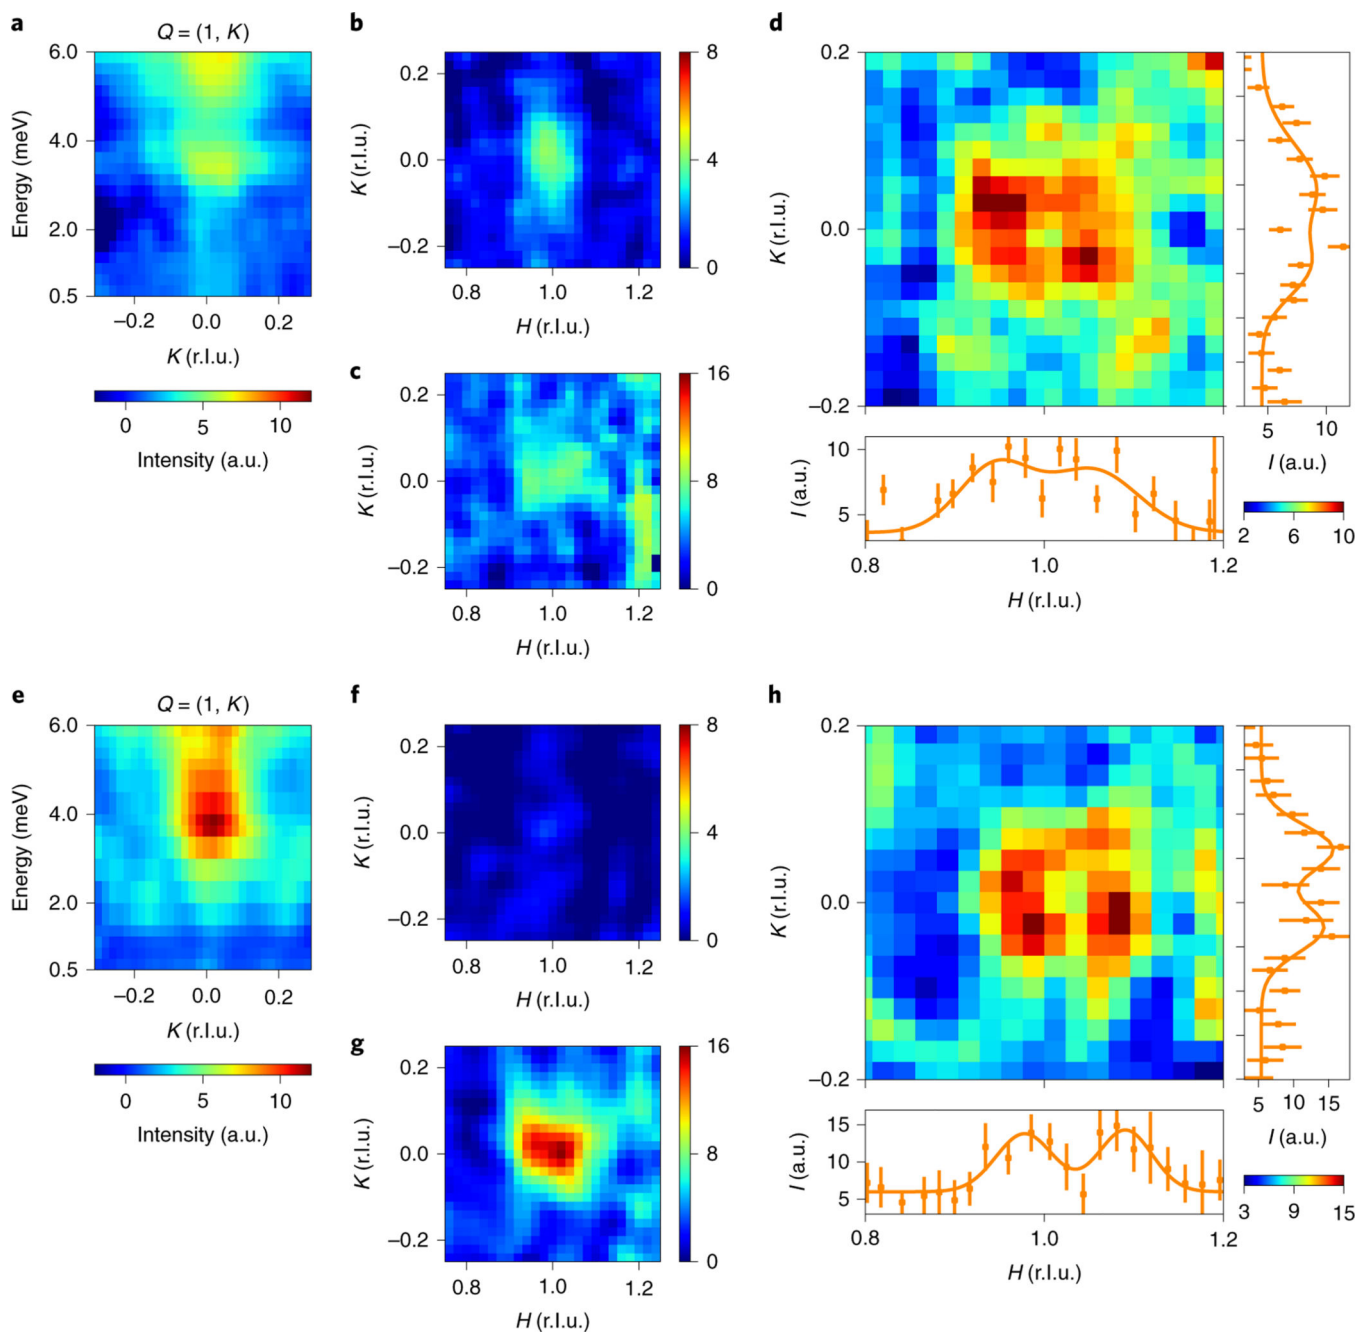 a
Q = (1, K)
6.0
4.0
2.0
0.5
Energy (meV)
−0.2
0.0
0.2
K (r.l.u.)
0
5
10
Intensity (a.u.)
b
0.2
0.0
−0.2
K (r.l.u.)
0.8
1.0
1.2
H (r.l.u.)
8
4
0
c
0.2
0.0
−0.2
K (r.l.u.)
0.8
1.0
1.2
H (r.l.u.)
16
8
0
d
0.2
0.0
−0.2
K (r.l.u.)
5
10
I (a.u.)
2
6
10
10
5
I (a.u.)
0.8
1.0
1.2
H (r.l.u.)
e
Q = (1, K)
6.0
4.0
2.0
0.5
Energy (meV)
−0.2
0.0
0.2
K (r.l.u.)
0
5
10
Intensity (a.u.)
f
0.2
0.0
−0.2
K (r.l.u.)
0.8
1.0
1.2
H (r.l.u.)
8
4
0
g
0.2
0.0
−0.2
K (r.l.u.)
0.8
1.0
1.2
H (r.l.u.)
16
8
0
h
0.2
0.0
−0.2
K (r.l.u.)
5
10
15
I (a.u.)
3
9
15
15
10
5
I (a.u.)
0.8
1.0
1.2
H (r.l.u.)